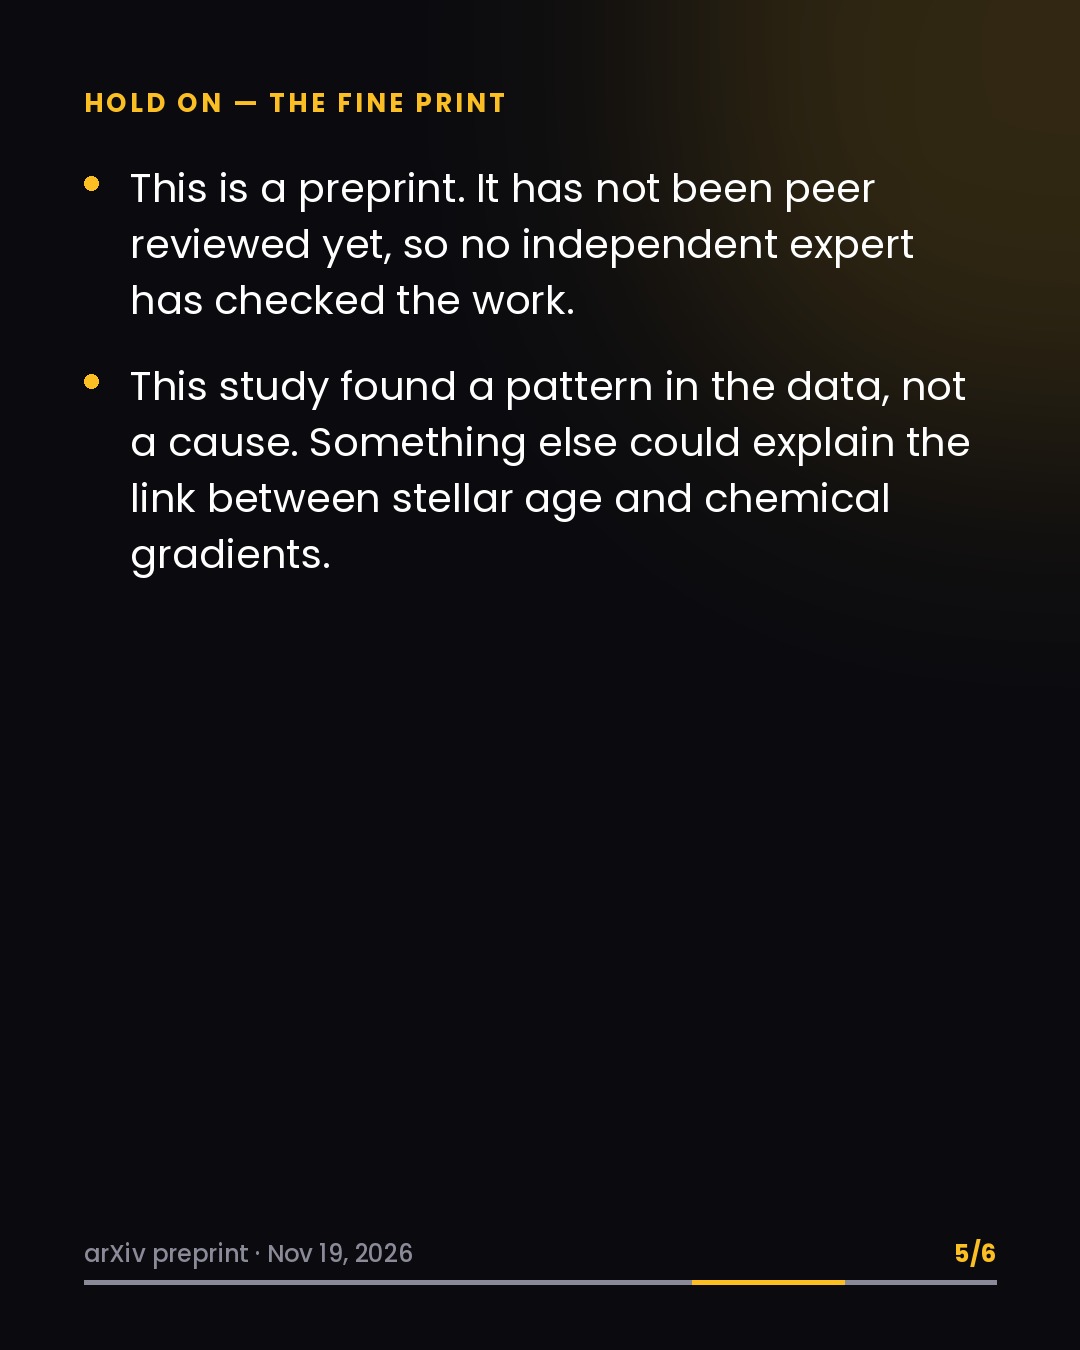 HOLD ON — THE FINE PRINT
This is a preprint. It has not been peer
reviewed yet, so no independent expert
has checked the work.
This study found a pattern in the data, not
a cause. Something else could explain the
link between stellar age and chemical
gradients.
arXiv preprint · Nov 19, 2026
5/6